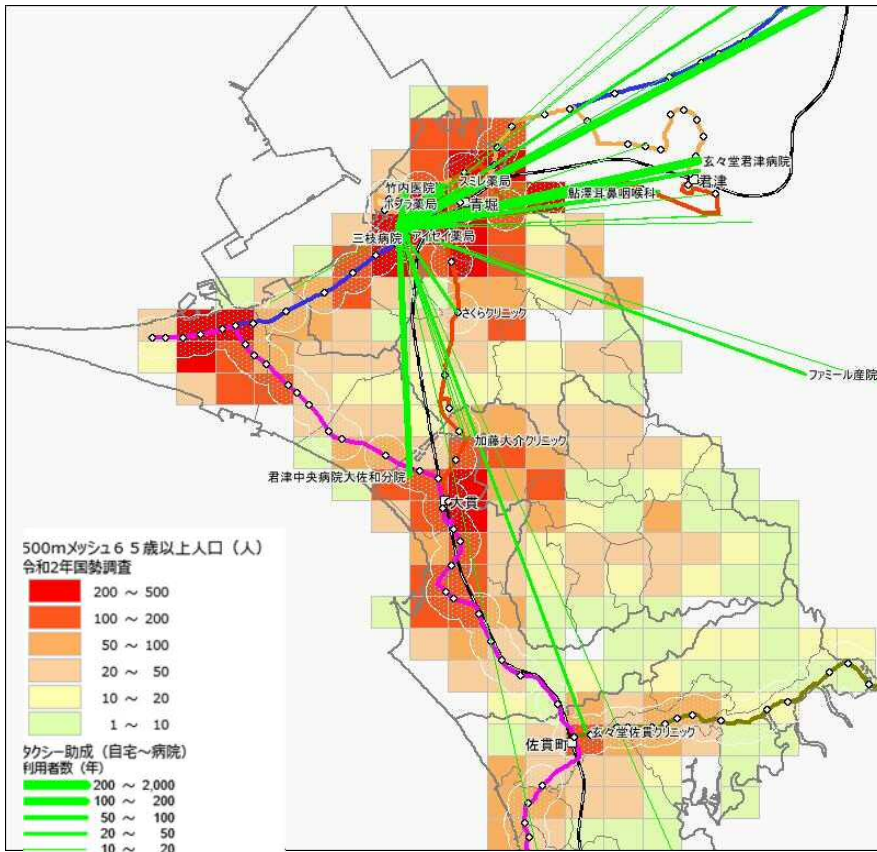 玄々堂君津病院
スミレ薬局
竹内医院
君津
鮎澤耳鼻咽喉科
ポプラ薬局
青堀
三枝病院
アイセイ薬局
さくらクリニック
ファミール産院
加藤大介クリニック
君津中央病院大佐和分院
大貫
玄々堂佐貫クリニック
佐貫町
500mメッシュ６５歳以上人口（人）
令和2年国勢調査
200 ～ 500
100 ～ 200
50 ～ 100
20 ～ 50
10 ～ 20
1 ～ 10
タクシー助成（自宅～病院）
利用者数（年）
200 ～ 2,000
100 ～ 200
50 ～ 100
20 ～ 50
10 ～ 20